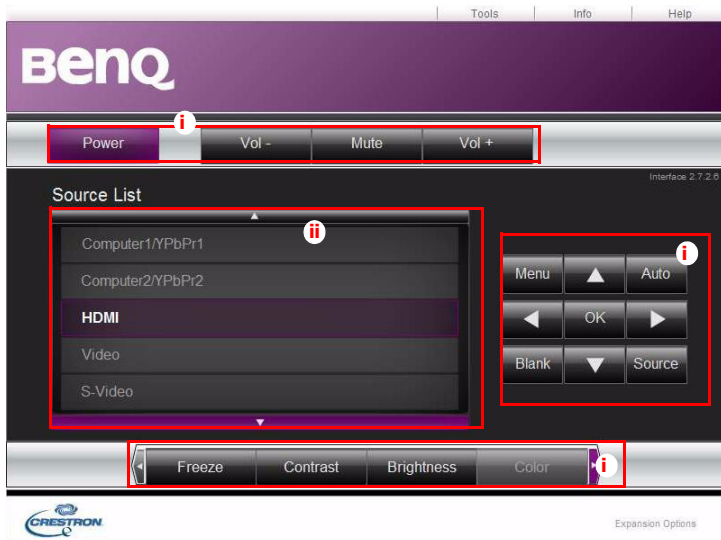 Tools Info Help
BenQ
i
Power Vol - Mute Vol +
Interface 2.7.2.6
Source List
ii
Computer1/YPbPr1
Computer2/YPbPr2
HDMI
Video
S-Video
i
Menu Auto
OK
Blank Source
Freeze Contrast Brightness Color i
CRESTRON
e
Expansion Options